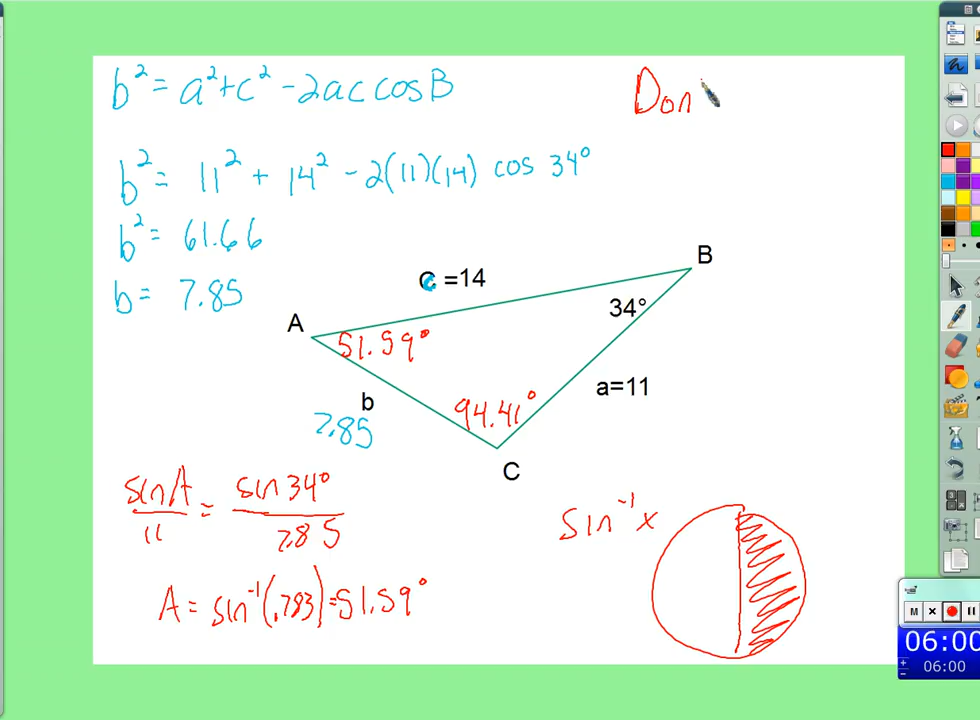 b² = a² + c² - 2ac cos B
Don
b² = 11² + 14² - 2(11)(14) cos 34°
b² = 61.66
b = 7.85
c =14
B
34°
A
51.59°
a=11
b
7.85
94.41°
C
sin A / 11 = sin 34° / 7.85
sin⁻¹ x
A = sin⁻¹(.783) = 51.59°
M
06:00
06:00